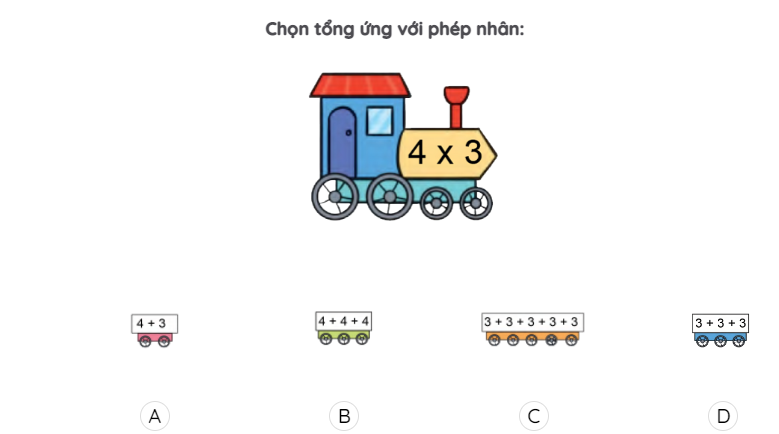 Chọn tổng ứng với phép nhân:
4 x 3
4 + 3
4 + 4 + 4
3 + 3 + 3 + 3 + 3
3 + 3 + 3
A
B
C
D